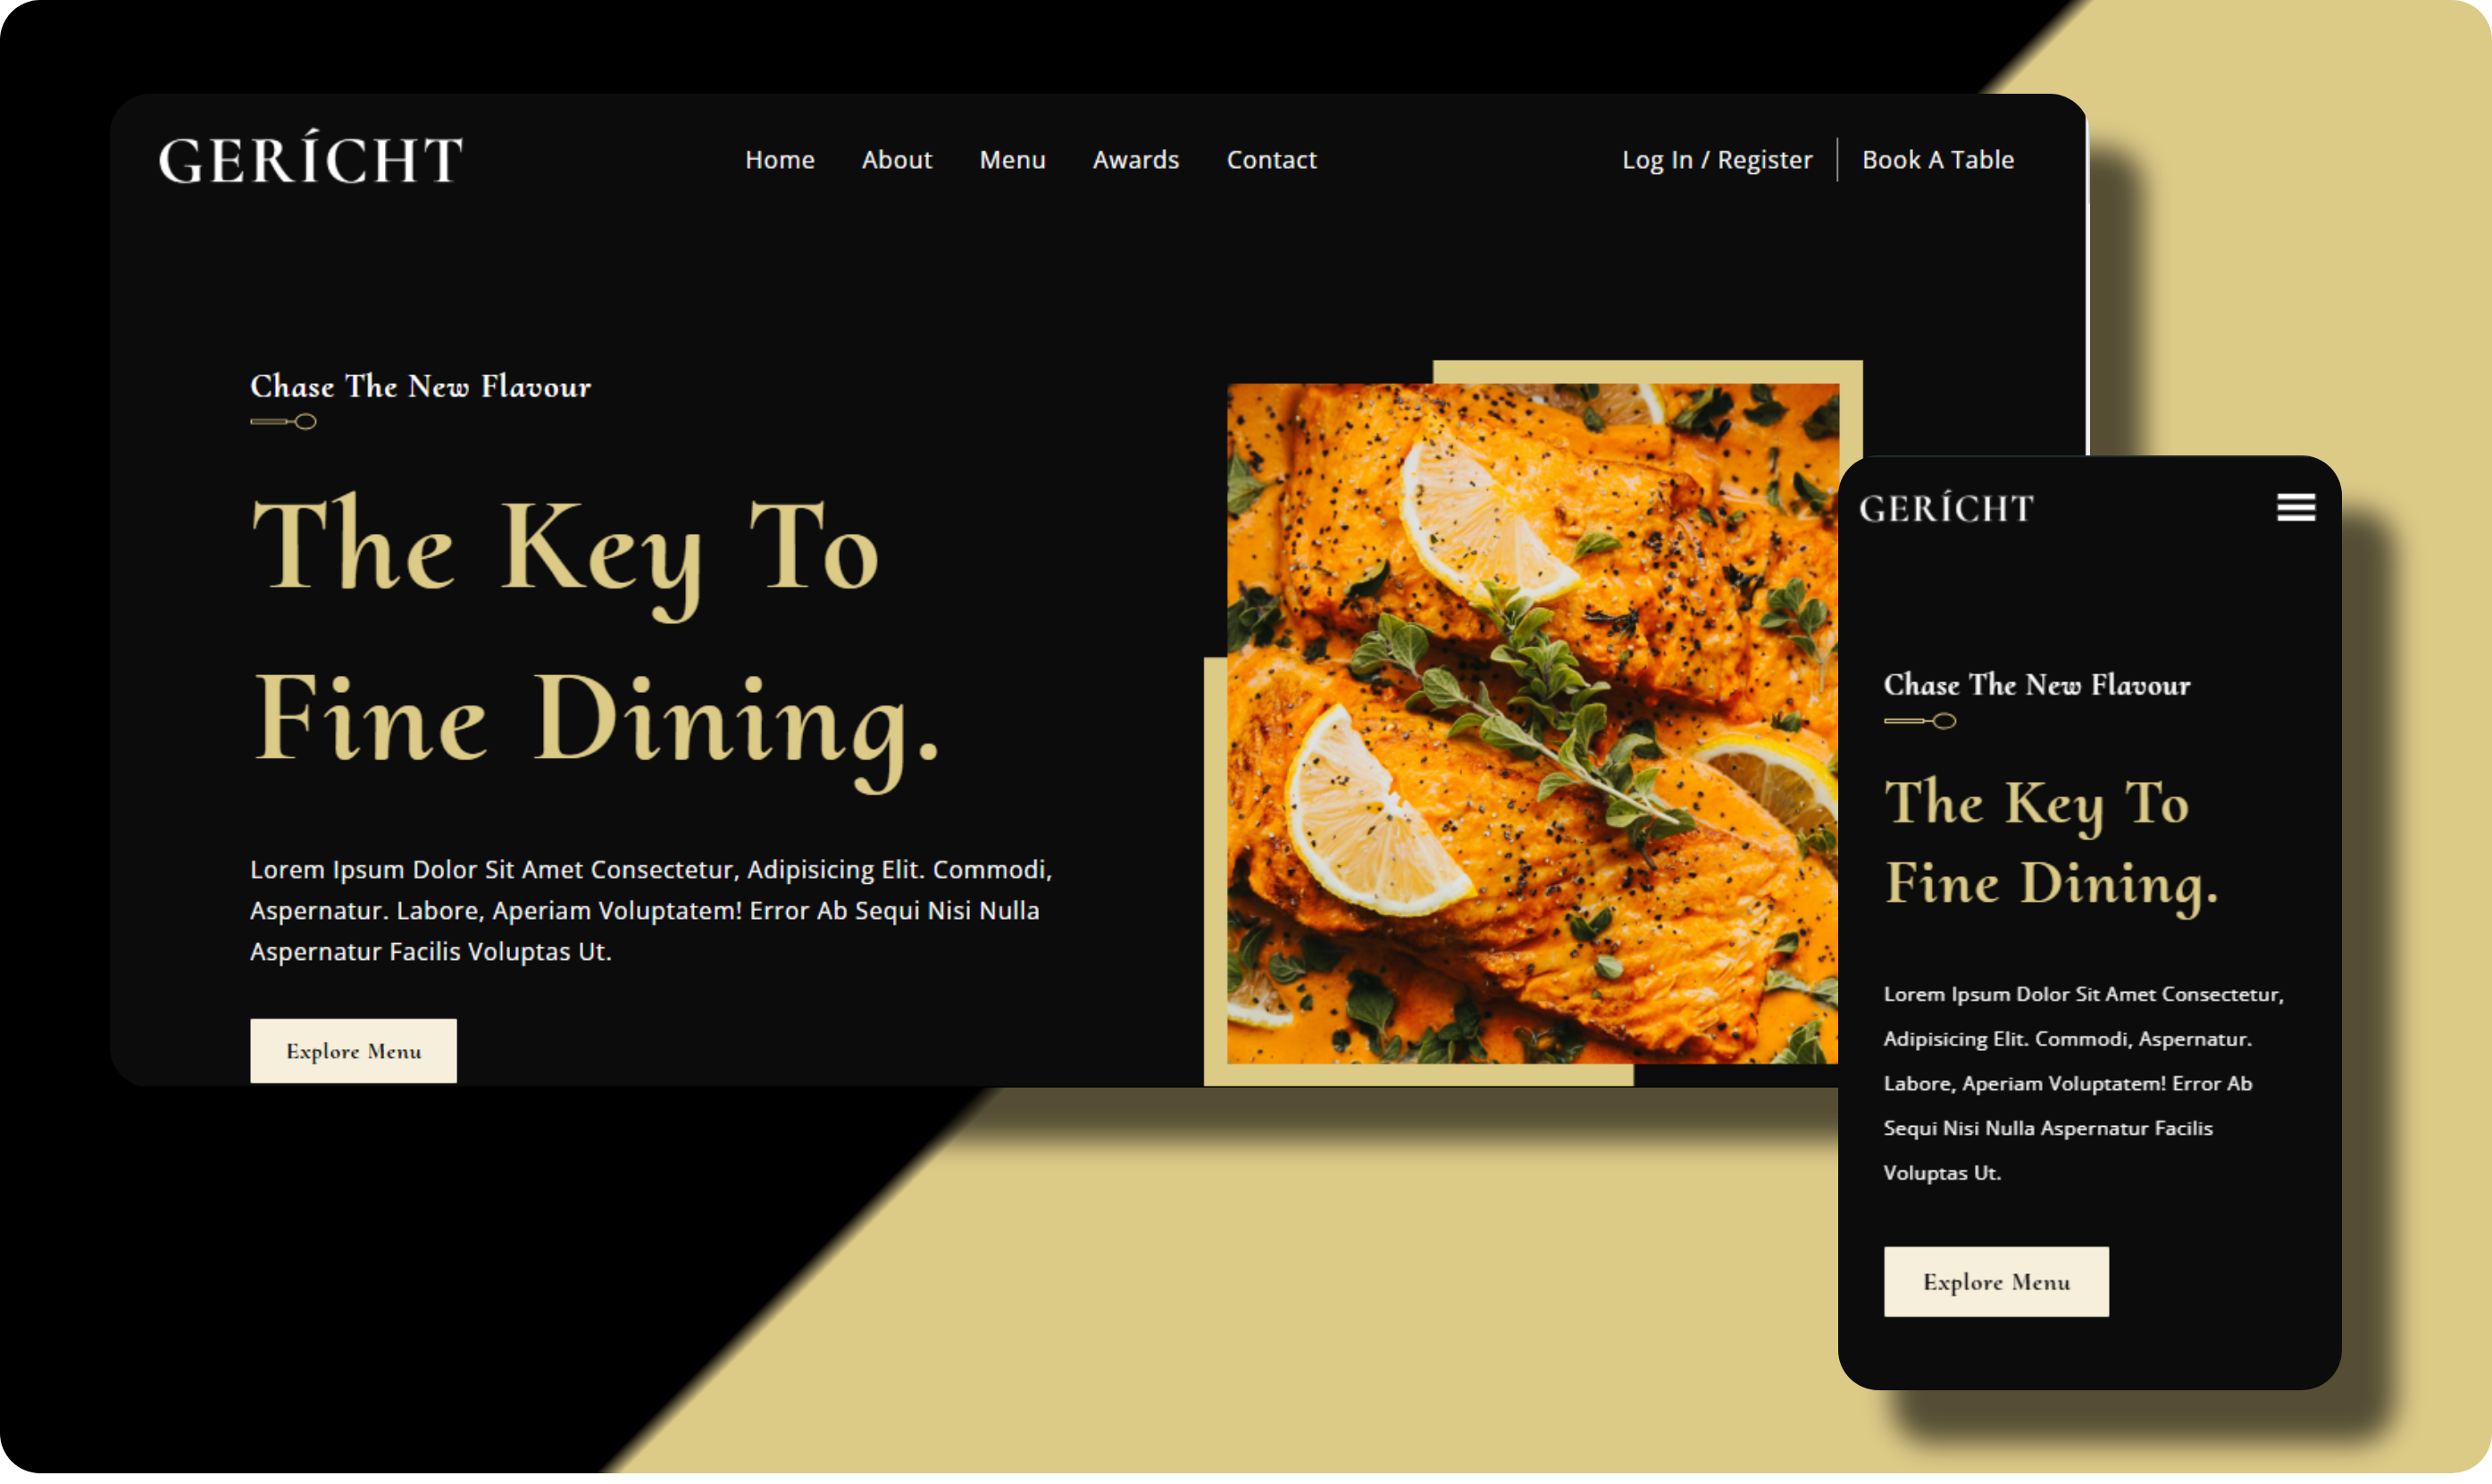 GERÍCHT
Home About Menu Awards Contact
Log In / Register Book A Table
Chase The New Flavour
The Key To
Fine Dining.
Lorem Ipsum Dolor Sit Amet Consectetur, Adipisicing Elit. Commodi,
Aspernatur. Labore, Aperiam Voluptatem! Error Ab Sequi Nisi Nulla
Aspernatur Facilis Voluptas Ut.
Explore Menu
GERÍCHT
Chase The New Flavour
The Key To
Fine Dining.
Lorem Ipsum Dolor Sit Amet Consectetur,
Adipisicing Elit. Commodi, Aspernatur.
Labore, Aperiam Voluptatem! Error Ab
Sequi Nisi Nulla Aspernatur Facilis
Voluptas Ut.
Explore Menu